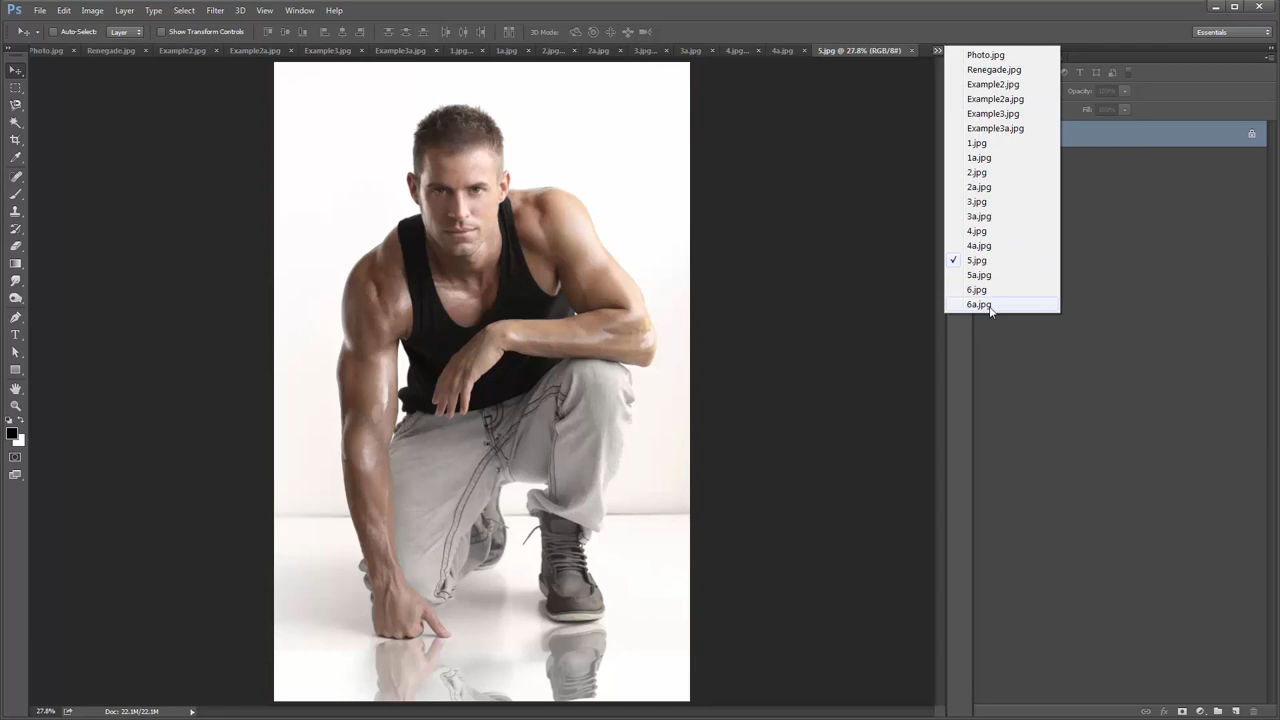 Ps File Edit Image Layer Type Select Filter 3D View Window Help
Auto-Select: Layer Show Transform Controls 3D Mode: Essentials
Photo.jpg Renegade.jpg Example2.jpg Example2a.jpg Example3.jpg Example3a.jpg 1.jpg... 1a.jpg 2.jpg... 2a.jpg 3.jpg... 3a.jpg 4.jpg... 4a.jpg 5.jpg @ 27.8% (RGB/8#)
Photo.jpg
Renegade.jpg
Example2.jpg
Opacity: 100%
Example2a.jpg
Fill: 100%
Example3.jpg
Example3a.jpg
1.jpg
1a.jpg
2.jpg
2a.jpg
3.jpg
3a.jpg
4.jpg
4a.jpg
5.jpg
5a.jpg
6.jpg
6a.jpg
27.8% Doc: 22.1M/22.1M